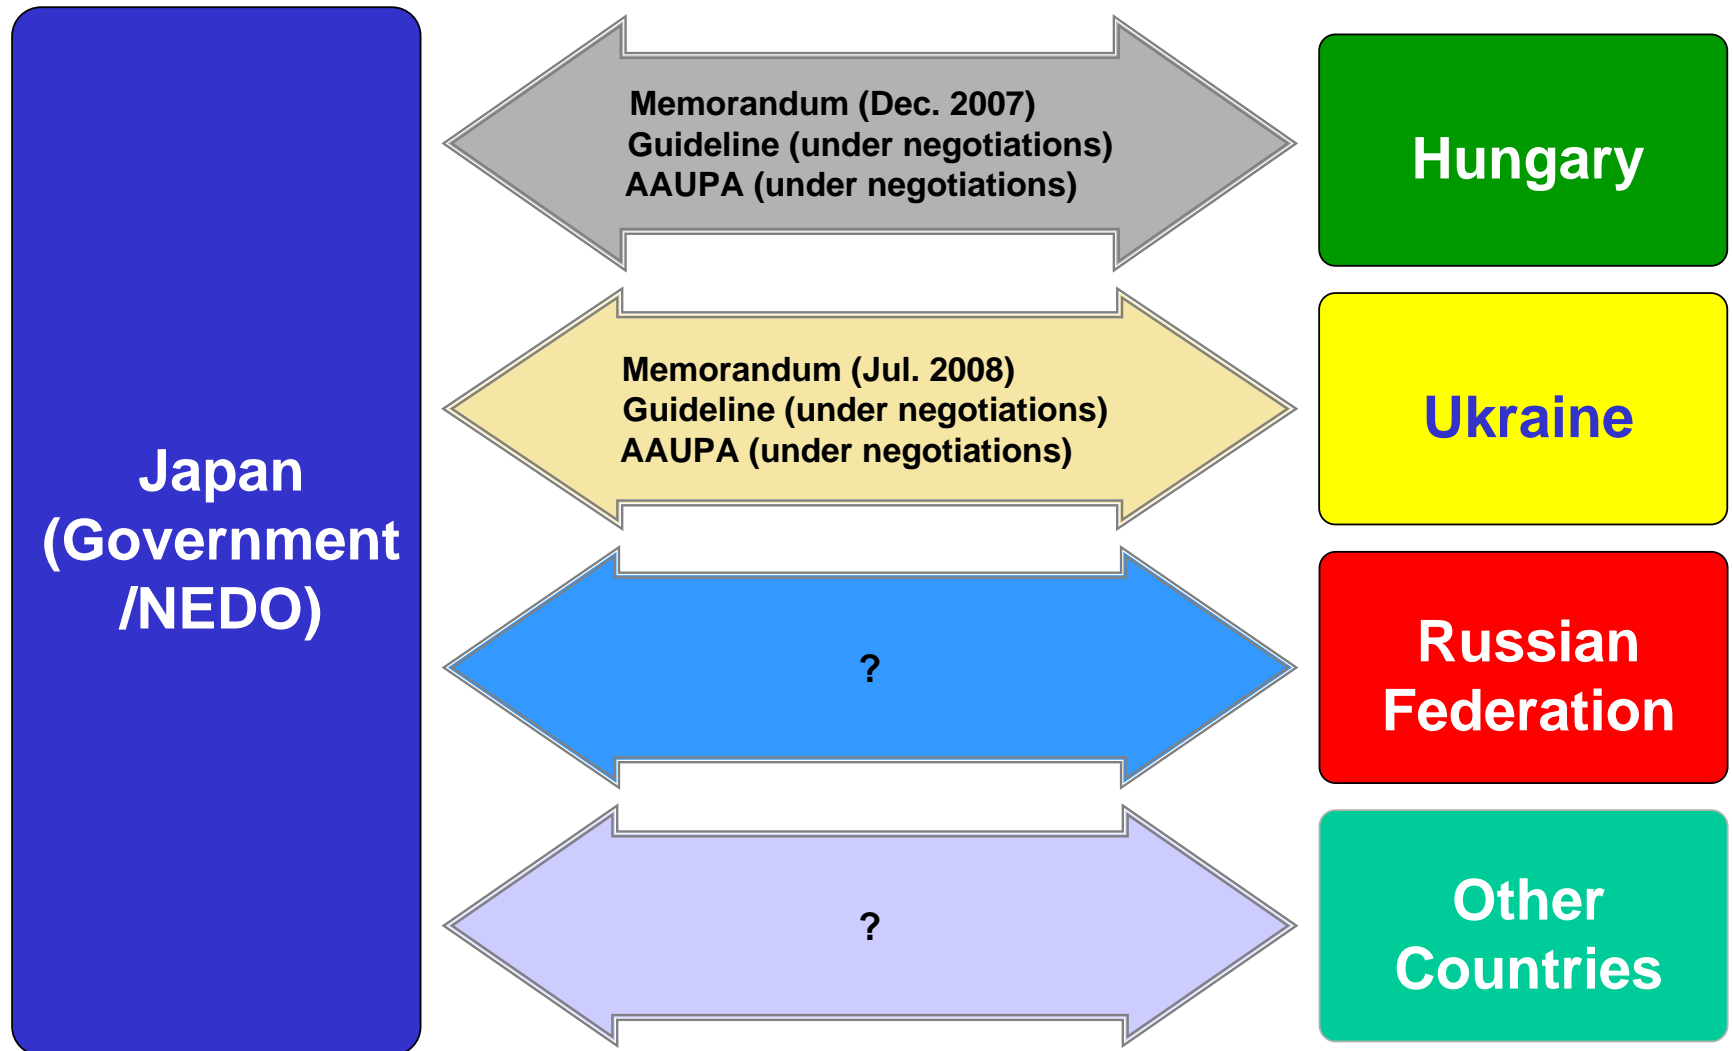 Japan
(Government
/NEDO)
Memorandum (Dec. 2007)
Guideline (under negotiations)
AAUPA (under negotiations)
Hungary
Memorandum (Jul. 2008)
Guideline (under negotiations)
AAUPA (under negotiations)
Ukraine
?
Russian
Federation
?
Other
Countries